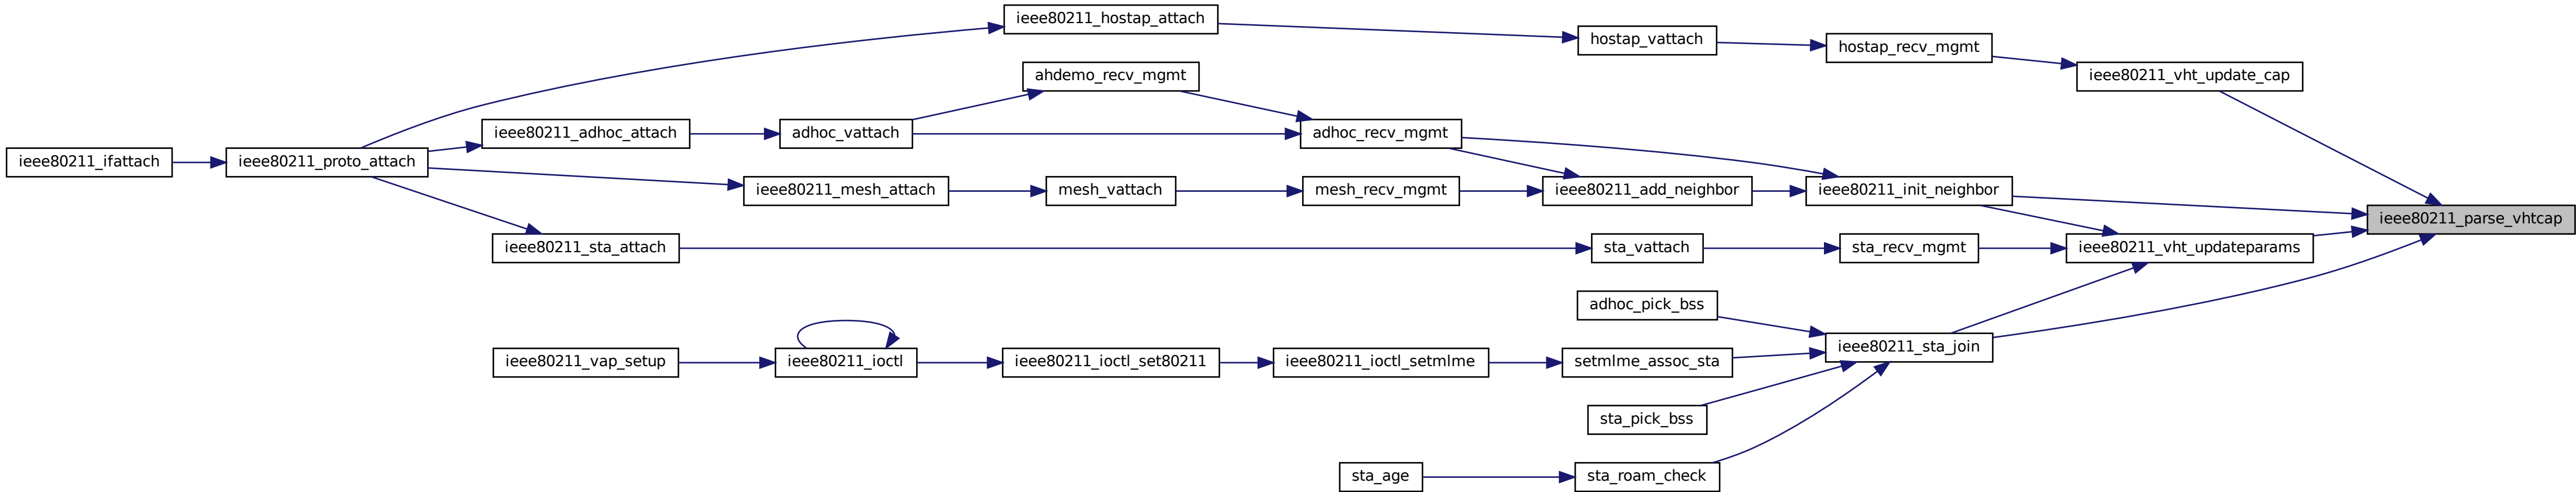 ieee80211_hostap_attach
hostap_vattach
hostap_recv_mgmt
ahdemo_recv_mgmt
ieee80211_vht_update_cap
ieee80211_adhoc_attach
adhoc_vattach
adhoc_recv_mgmt
ieee80211_ifattach
ieee80211_proto_attach
ieee80211_mesh_attach
mesh_vattach
mesh_recv_mgmt
ieee80211_add_neighbor
ieee80211_init_neighbor
ieee80211_parse_vhtcap
ieee80211_sta_attach
sta_vattach
sta_recv_mgmt
ieee80211_vht_updateparams
adhoc_pick_bss
ieee80211_sta_join
ieee80211_vap_setup
ieee80211_ioctl
ieee80211_ioctl_set80211
ieee80211_ioctl_setmlme
setmlme_assoc_sta
sta_pick_bss
sta_age
sta_roam_check